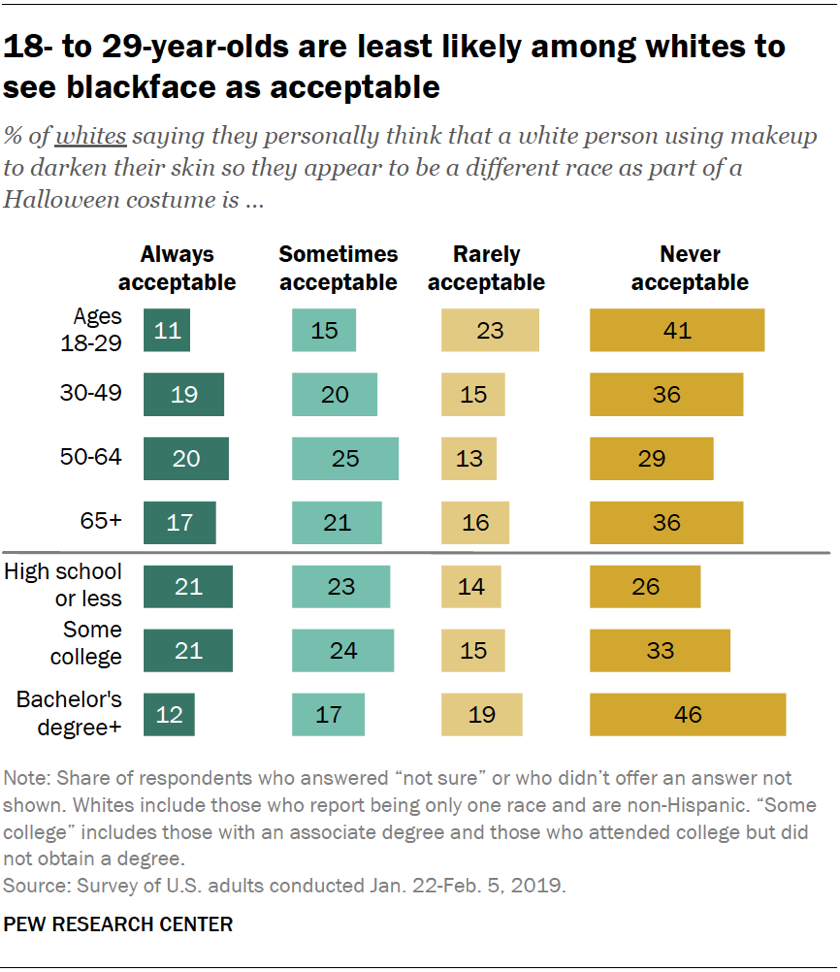 18- to 29-year-olds are least likely among whites to
see blackface as acceptable
% of whites saying they personally think that a white person using makeup
to darken their skin so they appear to be a different race as part of a
Halloween costume is ...
Always acceptable
Sometimes acceptable
Rarely acceptable
Never acceptable
Ages 18-29 11 15 23 41
30-49 19 20 15 36
50-64 20 25 13 29
65+ 17 21 16 36
High school or less 21 23 14 26
Some college 21 24 15 33
Bachelor's degree+ 12 17 19 46
Note: Share of respondents who answered “not sure” or who didn’t offer an answer not
shown. Whites include those who report being only one race and are non-Hispanic. “Some
college” includes those with an associate degree and those who attended college but did
not obtain a degree.
Source: Survey of U.S. adults conducted Jan. 22-Feb. 5, 2019.
PEW RESEARCH CENTER